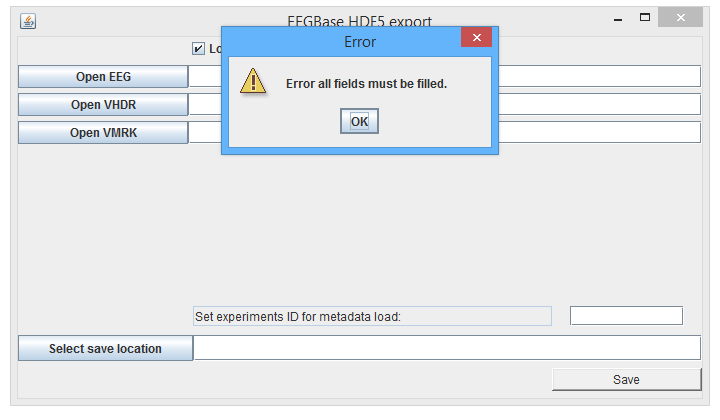 EEGBase HDF5 export
Error
Lo
Open EEG
Error all fields must be filled.
Open VHDR
OK
Open VMRK
Set experiments ID for metadata load:
Select save location
Save